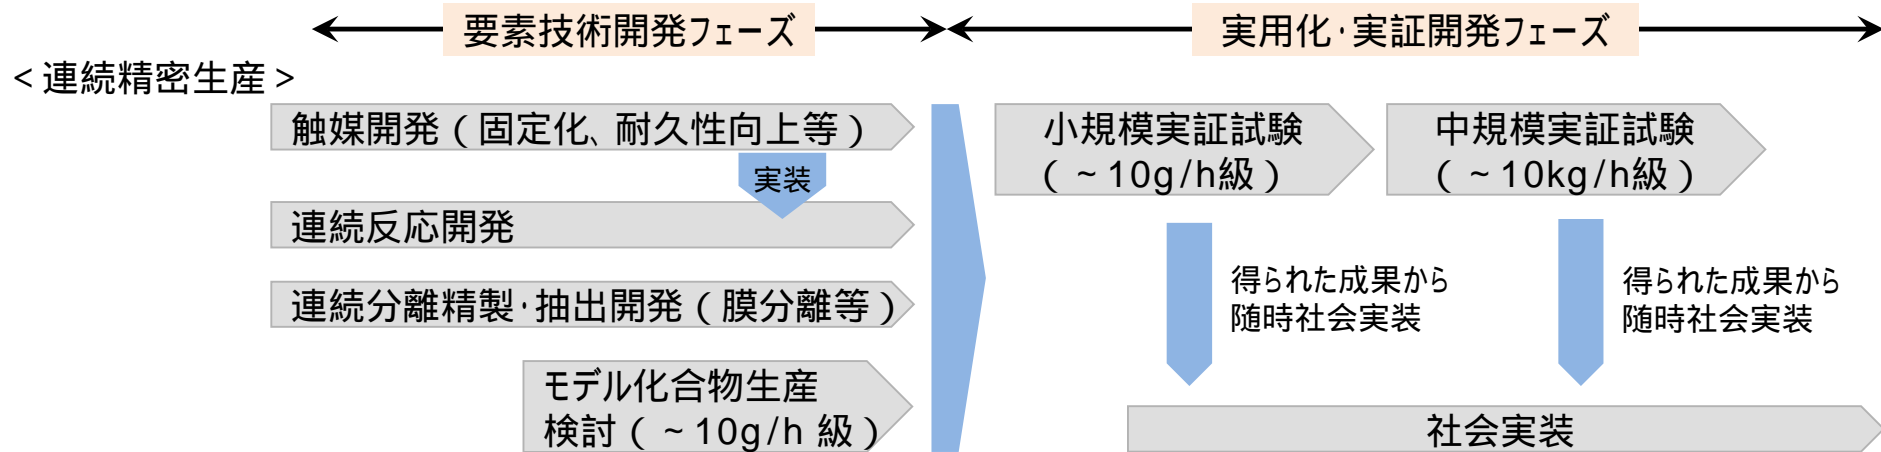 要素技術開発フェーズ
実用化・実証開発フェーズ
<連続精密生産>
触媒開発(固定化、耐久性向上等)
実装
連続反応開発
連続分離精製・抽出開発(膜分離等)
モデル化合物生産
検討(~10g/h 級)
小規模実証試験
(~10g/h級)
中規模実証試験
(~10kg/h級)
得られた成果から
随時社会実装
得られた成果から
随時社会実装
社会実装